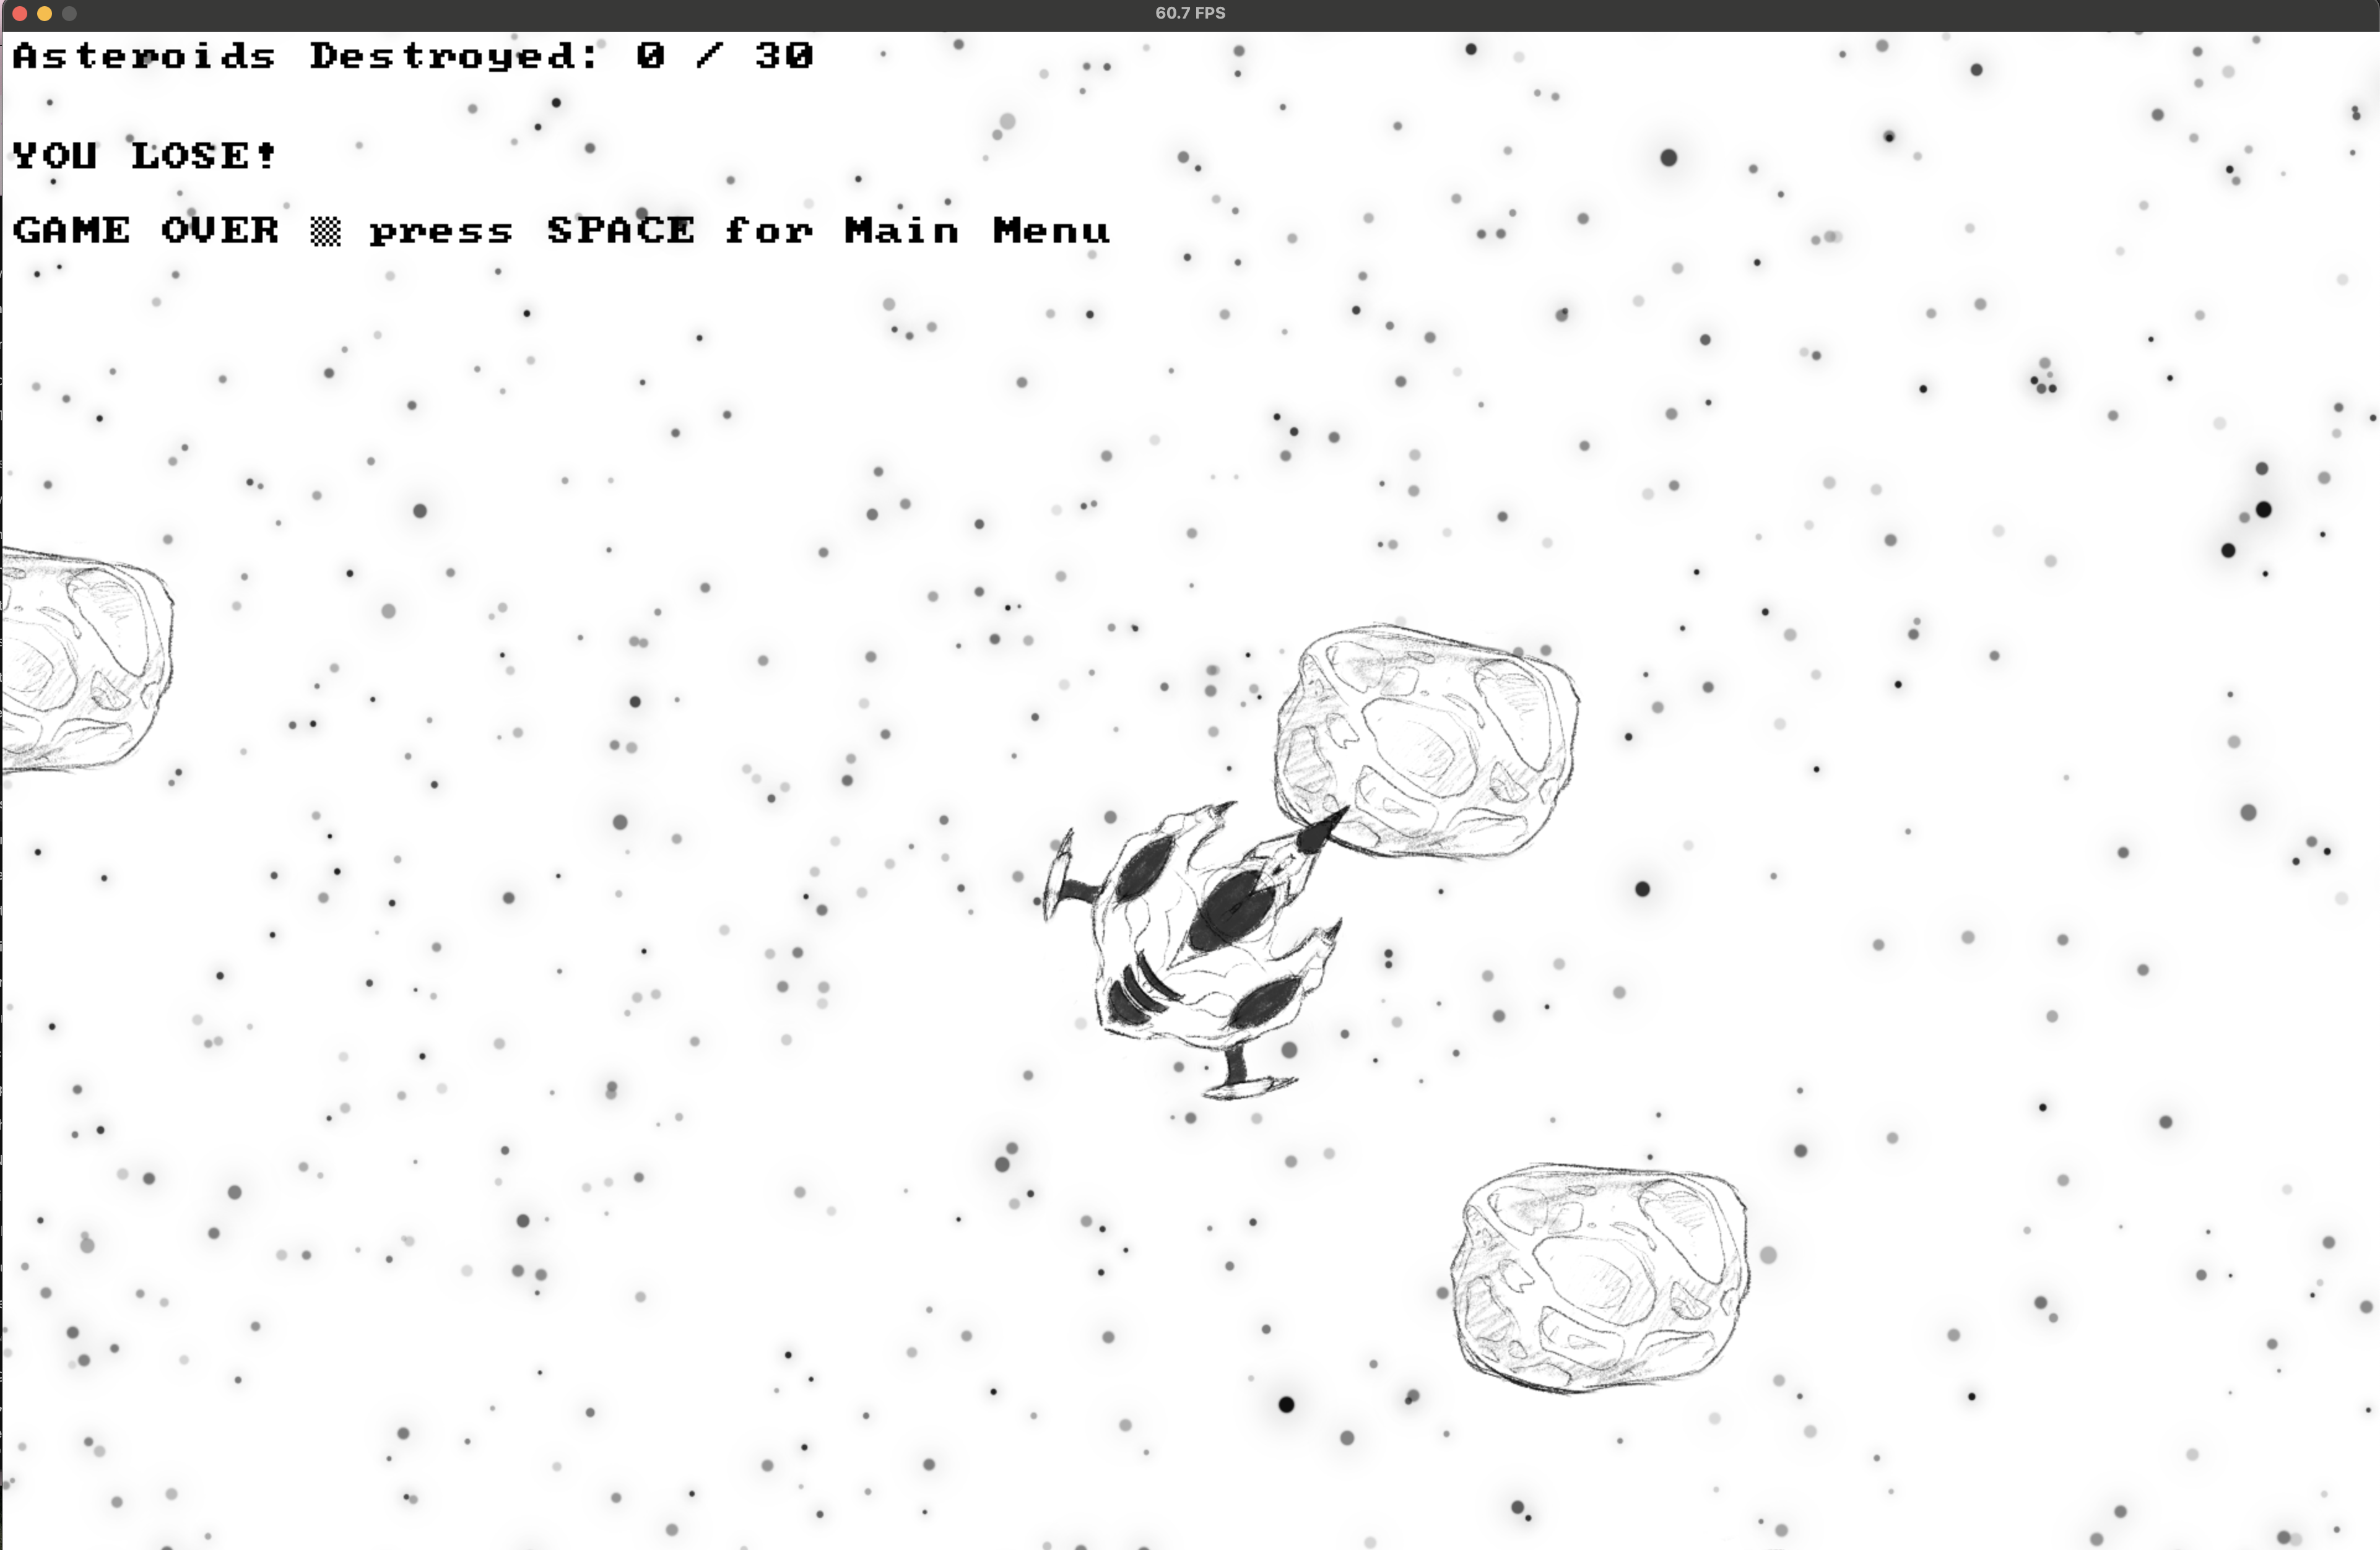 60.7 FPS
Asteroids Destroyed: 0 / 30
YOU LOSE!
GAME OVER ▒ press SPACE for Main Menu